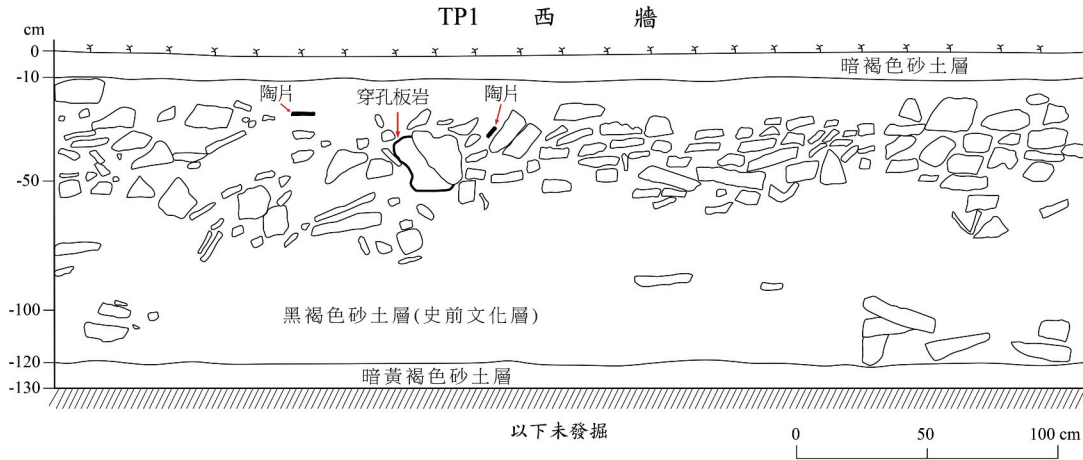 TP1 西 牆
cm
0
暗褐色砂土層
-10
陶片
穿孔板岩
陶片
-50
-100
黑褐色砂土層(史前文化層)
-120
暗黃褐色砂土層
-130
以下未發掘
0 50 100 cm